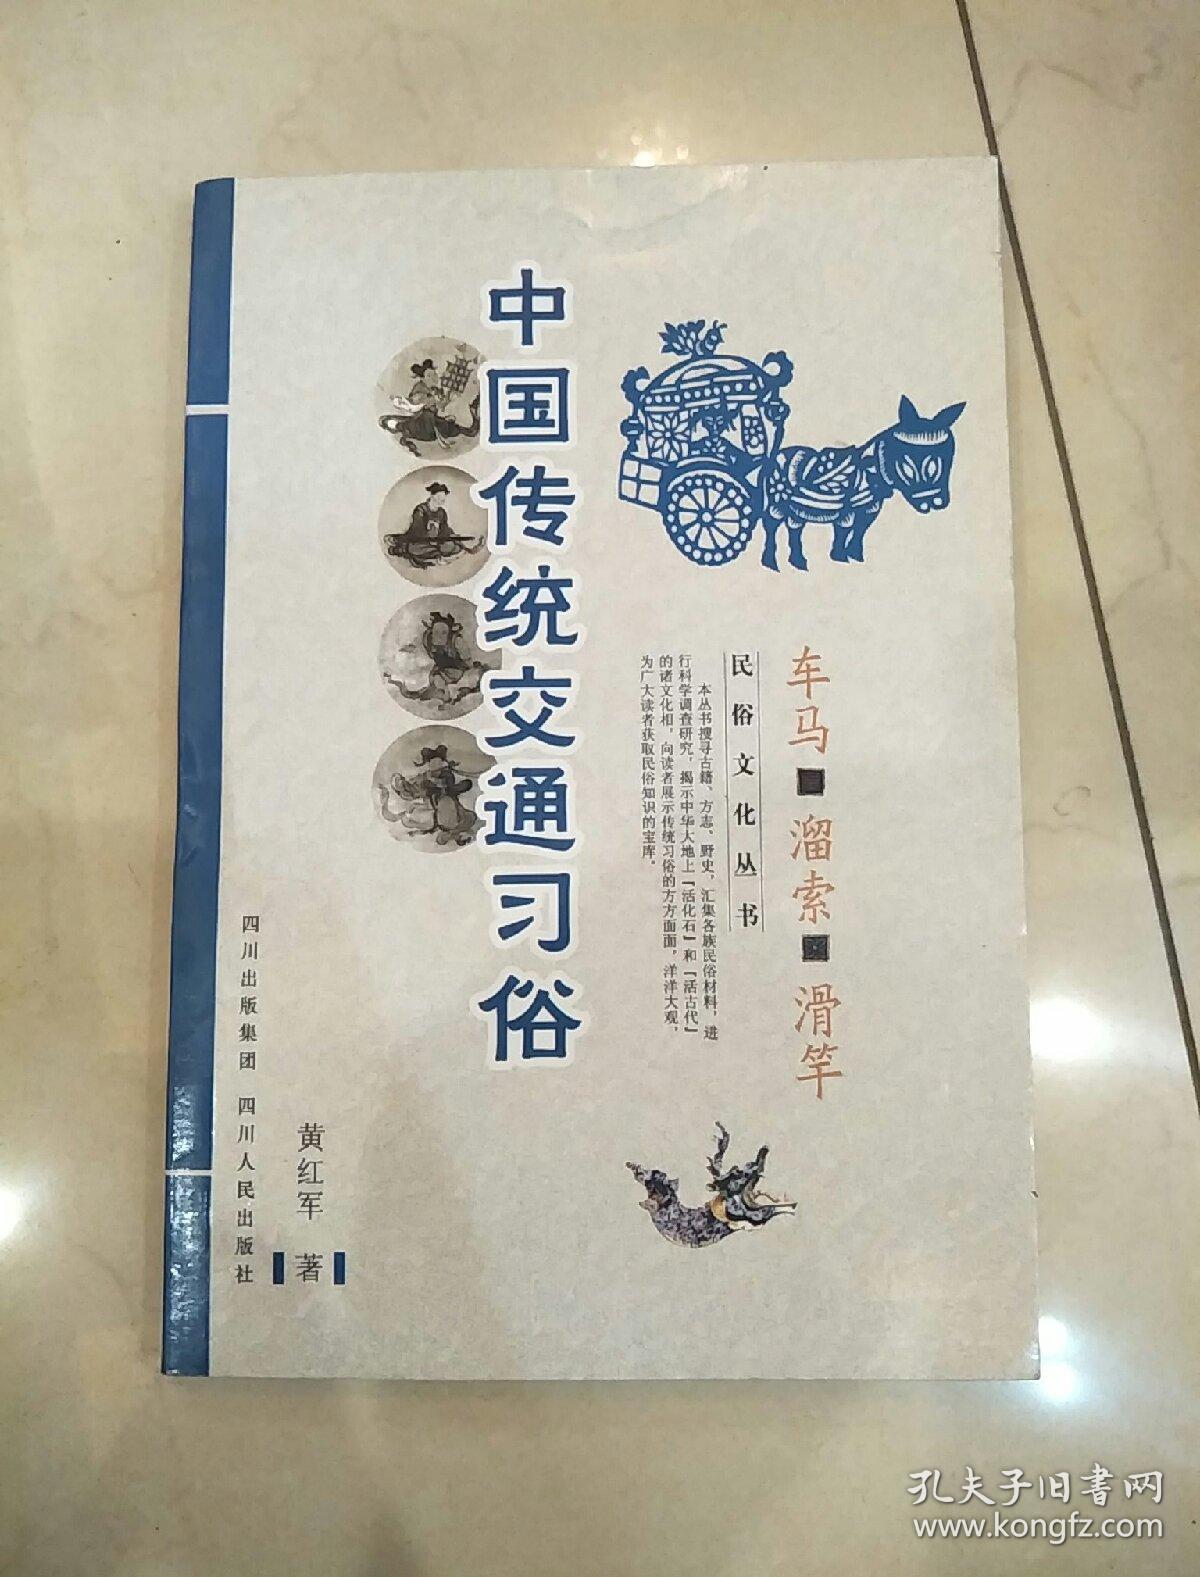 车马■溜索■滑竿
民俗文化丛书
本丛书搜寻古籍、方志、野史，汇集各族民俗材料，进
行科学调查研究，揭示中华大地上「活化石」和「活古代」
的诸文化相，向读者展示传统习俗的方方面面，洋洋大观，
为广大读者获取民俗知识的宝库。
中国传统交通习俗
黄红军 著
四川出版集团 四川人民出版社
孔夫子旧书网
www.kongfz.com